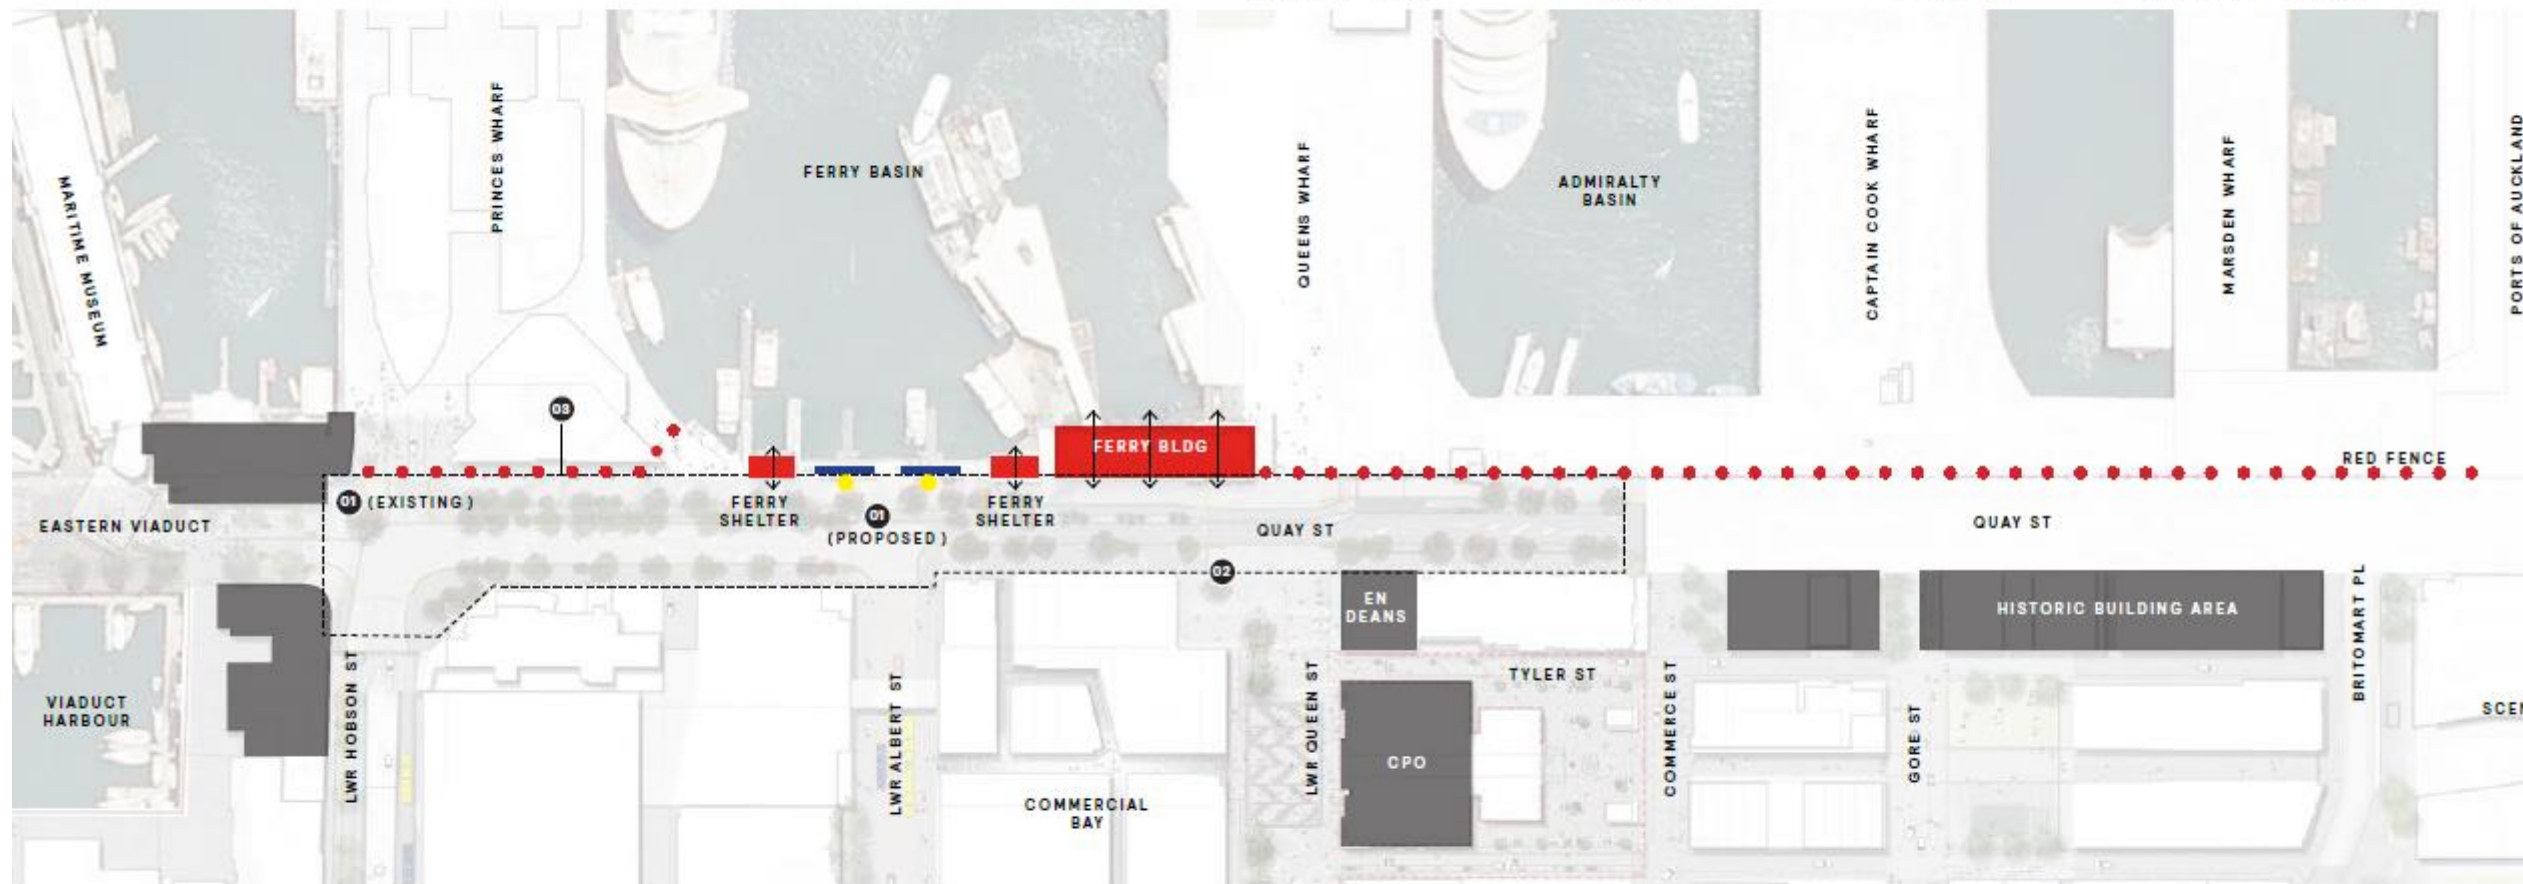 MARITIME MUSEUM
PRINCES WHARF
FERRY BASIN
QUEENS WHARF
ADMIRALTY
BASIN
CAPTAIN COOK WHARF
MARSDEN WHARF
PORTS OF AUCKLAND
03
FERRY BLDG
RED FENCE
01 (EXISTING)
FERRY
SHELTER
01
(PROPOSED)
FERRY
SHELTER
EASTERN VIADUCT
QUAY ST
QUAY ST
02
EN
DEANS
HISTORIC BUILDING AREA
BRITOMART PL
VIADUCT
HARBOUR
LWR HOBSON ST
LWR ALBERT ST
COMMERCIAL
BAY
LWR QUEEN ST
TYLER ST
CPO
COMMERCE ST
GORE ST
SCEN